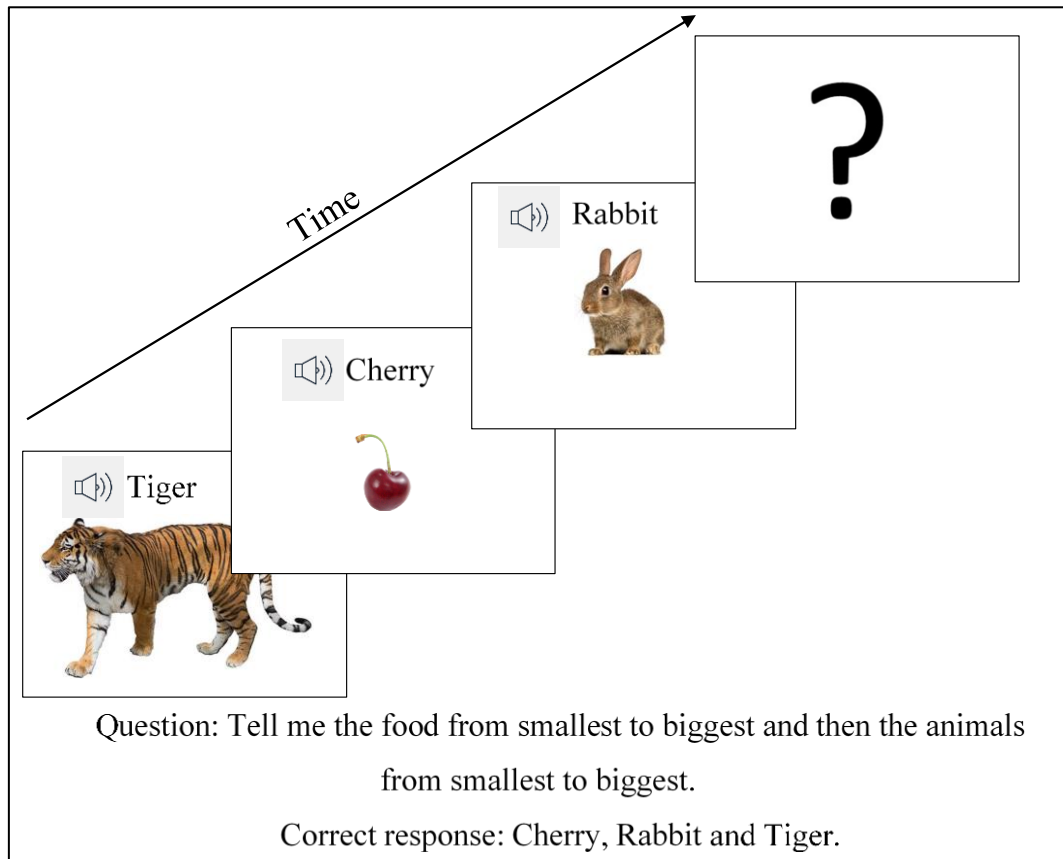 Time
?
Rabbit
Cherry
Tiger
Question: Tell me the food from smallest to biggest and then the animals
from smallest to biggest.
Correct response: Cherry, Rabbit and Tiger.